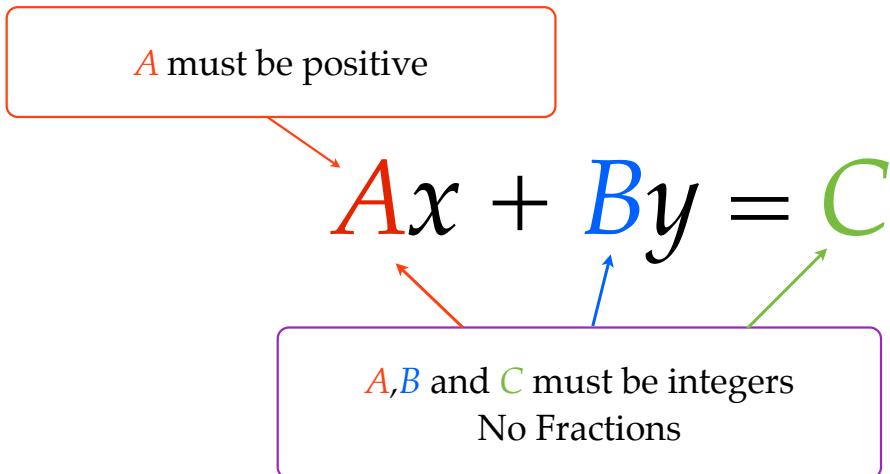 A must be positive
Ax + By = C
A,B and C must be integers
No Fractions